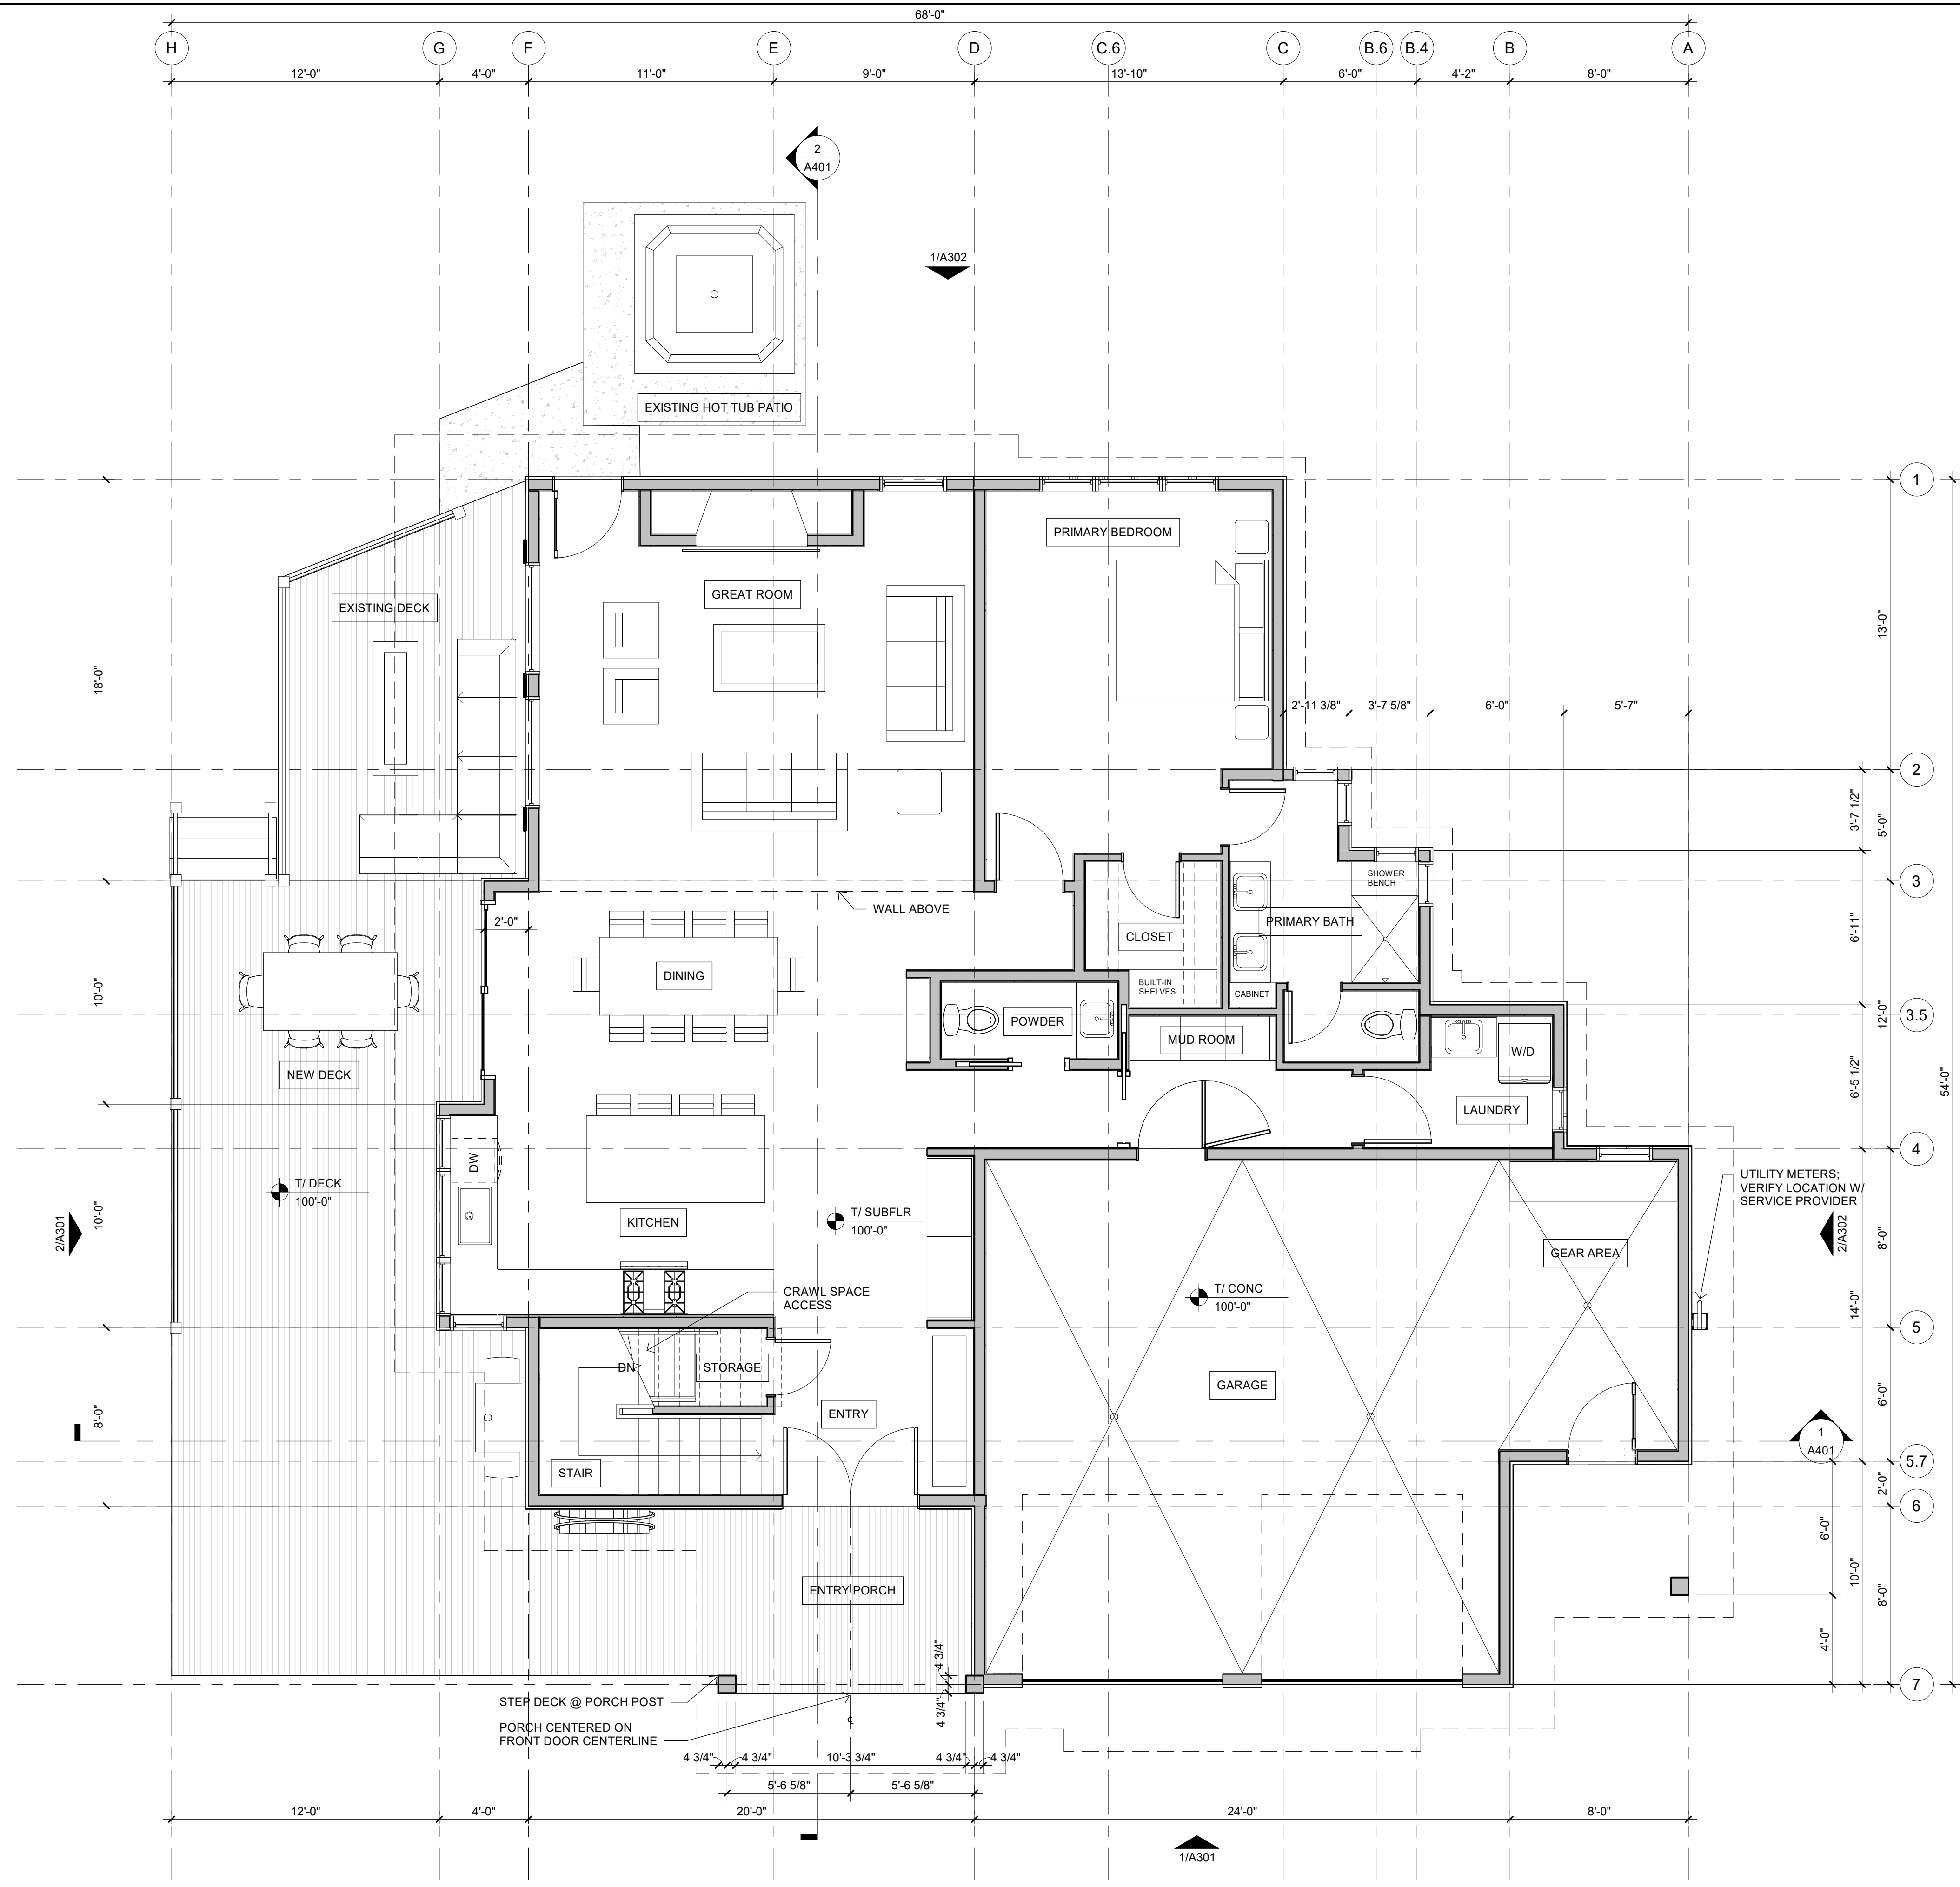 68'-0"
H
G
F
E
D
C.6
C
B.6
B.4
B
A
12'-0"
4'-0"
11'-0"
9'-0"
13'-10"
6'-0"
4'-2"
8'-0"
2
A401
1/A302
EXISTING HOT TUB PATIO
1
PRIMARY BEDROOM
GREAT ROOM
EXISTING DECK
13'-0"
18'-0"
2'-11 3/8"
3'-7 5/8"
6'-0"
5'-7"
2
3'-7 1/2"
5'-0"
SHOWER
BENCH
3
WALL ABOVE
2'-0"
PRIMARY BATH
CLOSET
6'-11"
DINING
BUILT-IN
SHELVES
CABINET
10'-0"
12'-0"
3.5
POWDER
MUD ROOM
W/D
NEW DECK
6'-5 1/2"
54'-0"
LAUNDRY
4
DW
T/ DECK
100'-0"
UTILITY METERS;
VERIFY LOCATION W/
SERVICE PROVIDER
2/A301
10'-0"
KITCHEN
T/ SUBFLR
100'-0"
GEAR AREA
2/A302
8'-0"
CRAWL SPACE
ACCESS
T/ CONC
100'-0"
14'-0"
5
DN
STORAGE
GARAGE
6'-0"
8'-0"
ENTRY
1
A401
STAIR
5.7
2'-0"
6
6'-0"
10'-0"
8'-0"
ENTRY PORCH
4'-0"
4 3/4"
4 3/4"
7
STEP DECK @ PORCH POST
PORCH CENTERED ON
FRONT DOOR CENTERLINE
℄
4 3/4"
4 3/4"
10'-3 3/4"
4 3/4"
4 3/4"
5'-6 5/8"
5'-6 5/8"
12'-0"
4'-0"
20'-0"
24'-0"
8'-0"
1/A301